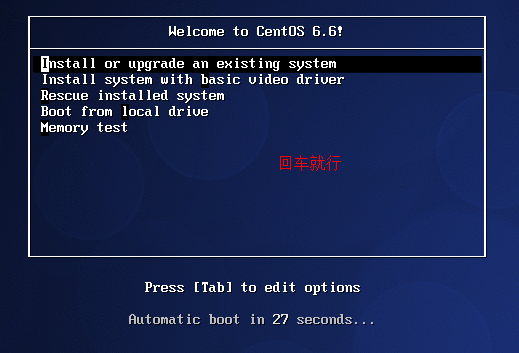 Welcome to CentOS 6.6!
Install or upgrade an existing system
Install system with basic video driver
Rescue installed system
Boot from local drive
Memory test
回车就行
Press [Tab] to edit options
Automatic boot in 27 seconds...